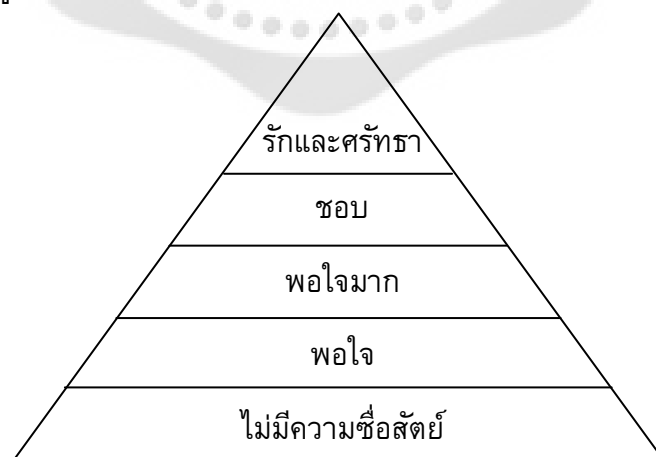 รักและศรัทธา
ชอบ
พอใจมาก
พอใจ
ไม่มีความซื่อสัตย์